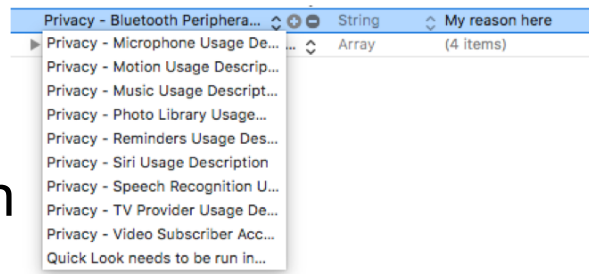 Privacy - Bluetooth Periphera... String My reason here
Privacy - Microphone Usage De... ... Array (4 items)
Privacy - Motion Usage Descrip...
Privacy - Music Usage Descript...
Privacy - Photo Library Usage...
Privacy - Reminders Usage Des...
Privacy - Siri Usage Description
n
Privacy - Speech Recognition U...
Privacy - TV Provider Usage De...
Privacy - Video Subscriber Acc...
Quick Look needs to be run in...